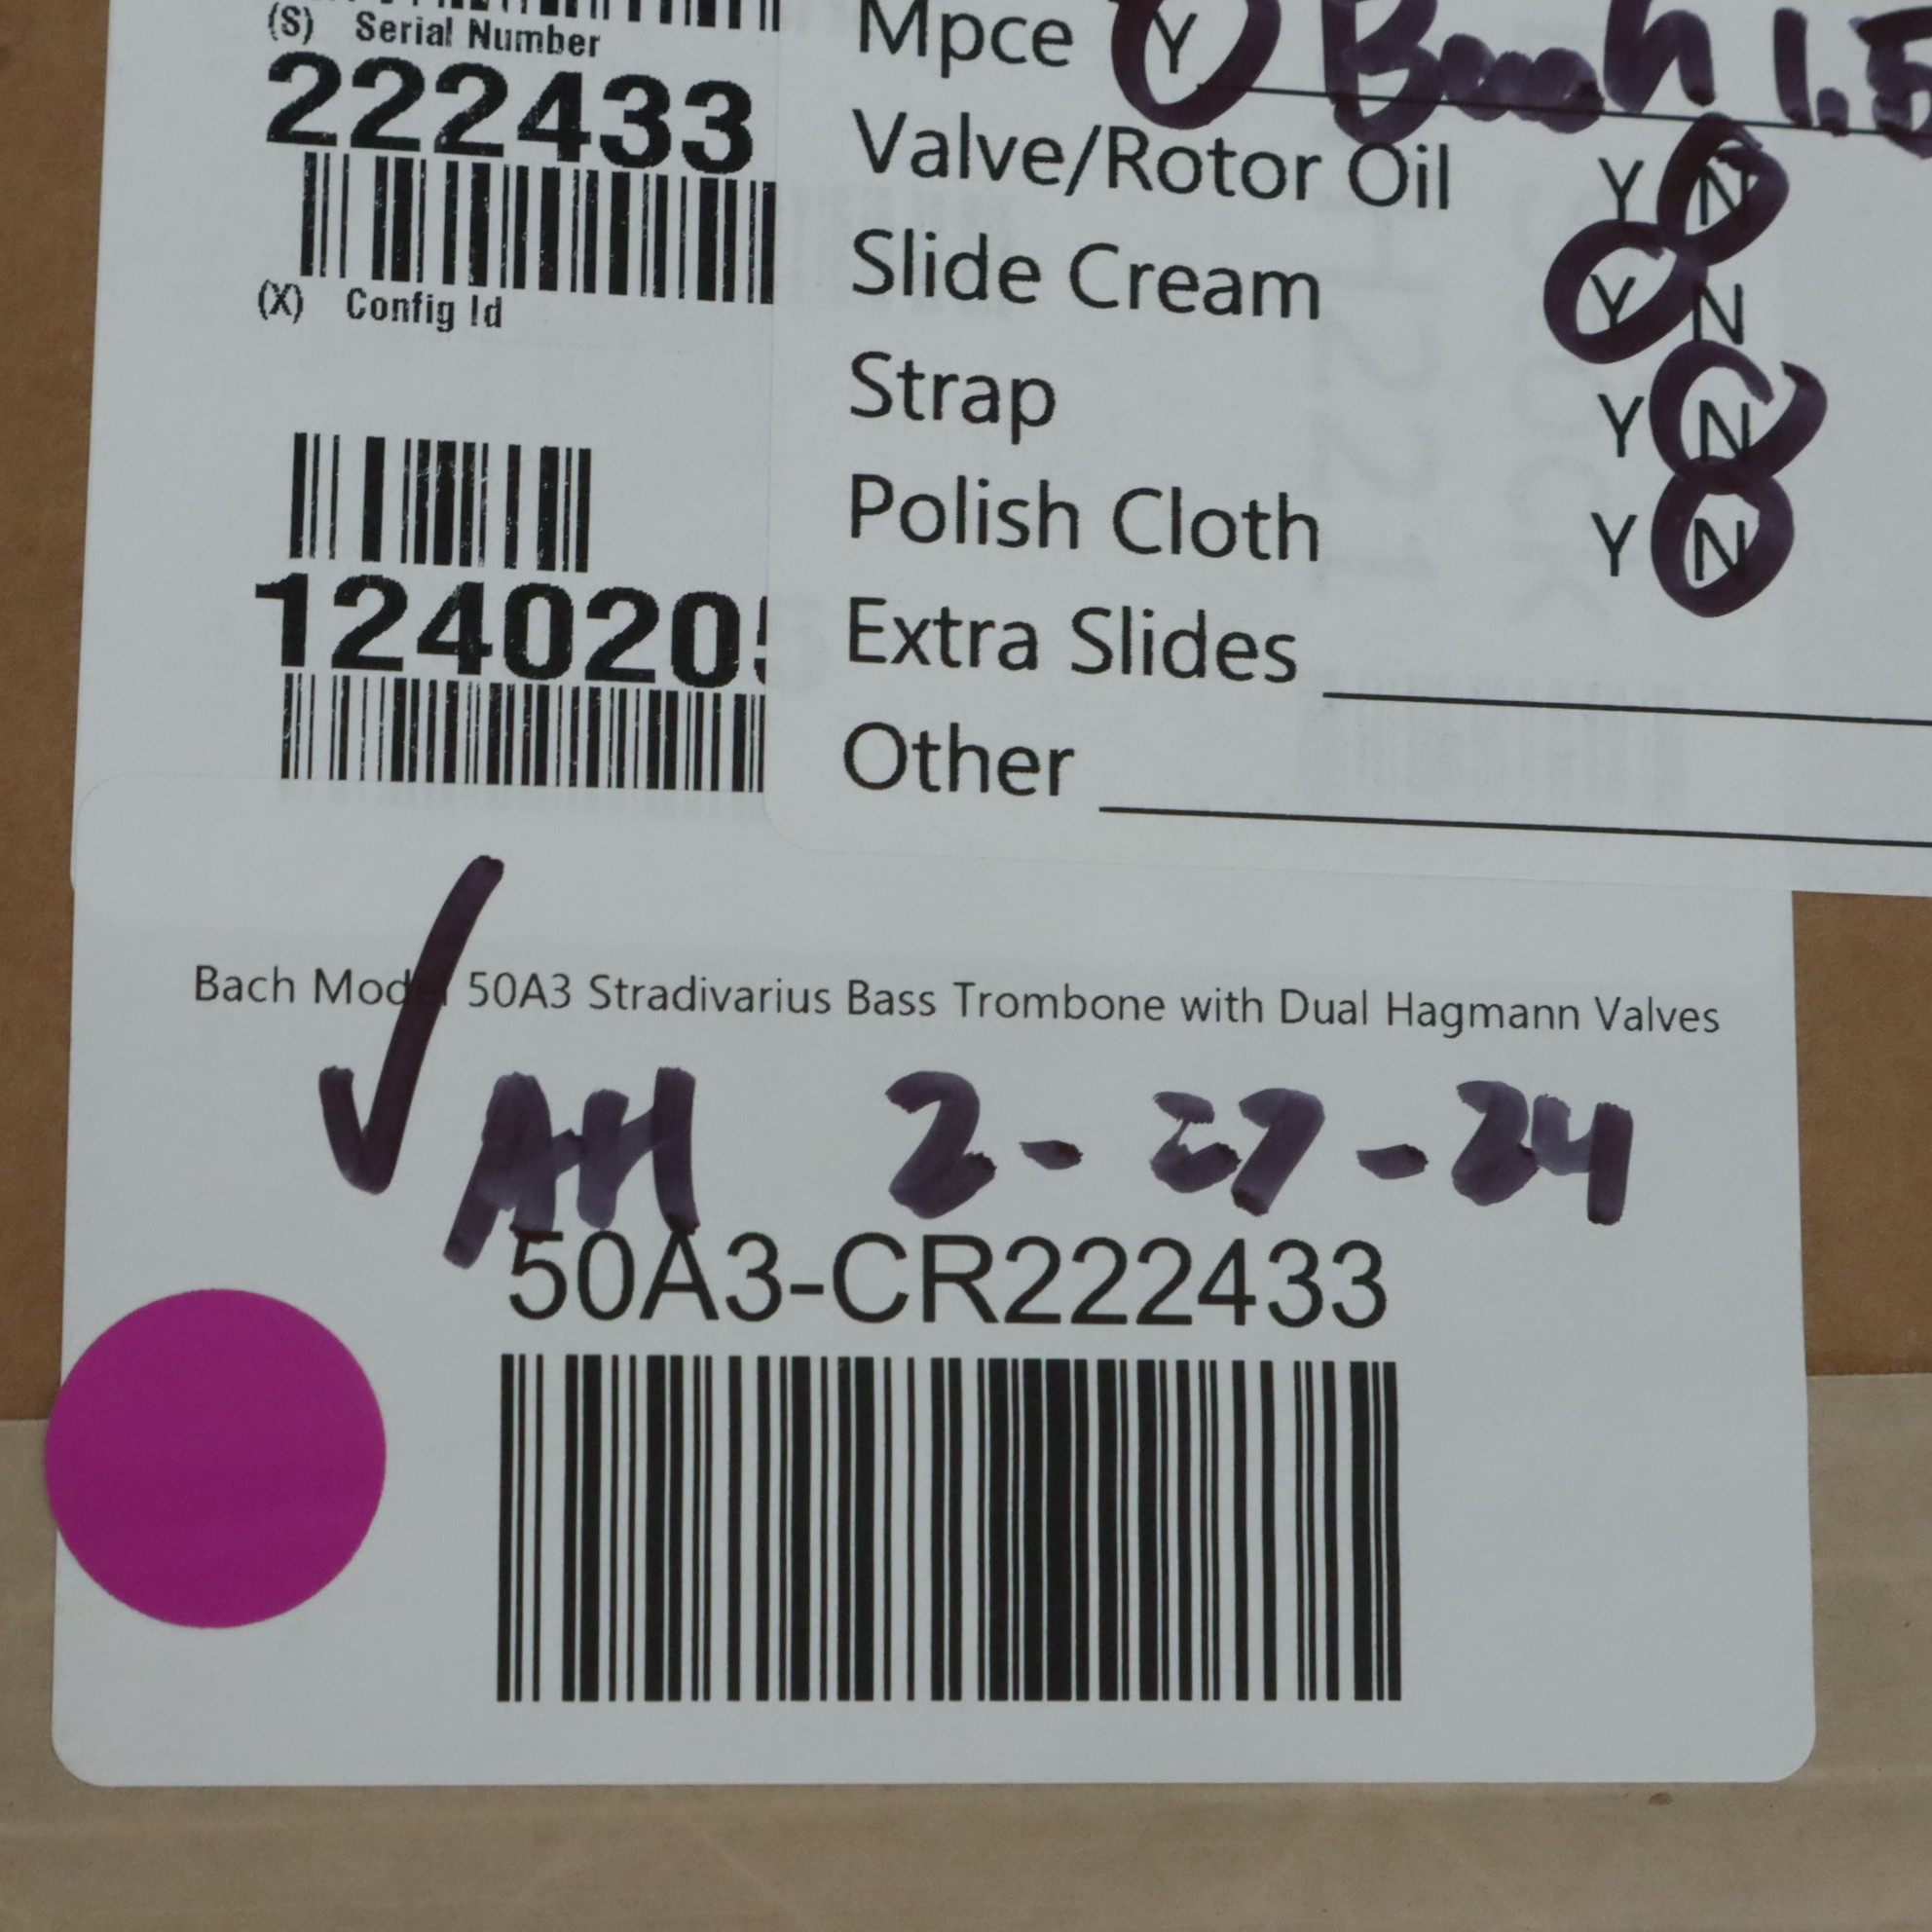 (S) Serial Number
222433
(X) Config Id
124020
Mpce Y Bach 1.5
Valve/Rotor Oil Y N
Slide Cream Y N
Strap Y N
Polish Cloth Y N
Extra Slides
Other
Bach Model 50A3 Stradivarius Bass Trombone with Dual Hagmann Valves
AH 2-27-24
50A3-CR222433